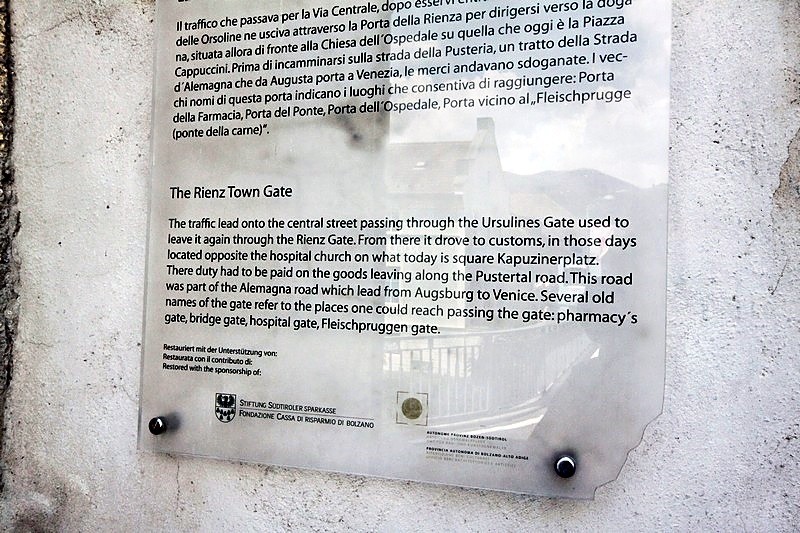 Il traffico che passava per la Via Centrale, dopo esservi
delle Orsoline ne usciva attraverso la Porta della Rienza per dirigersi verso la doga
na, situata allora di fronte alla Chiesa dell´Ospedale su quella che oggi è la Piazza
Cappuccini. Prima di incamminarsi sulla strada della Pusteria, un tratto della Strada
d´Alemagna che da Augusta porta a Venezia, le merci andavano sdoganate. I vec-
chi nomi di questa porta indicano i luoghi che consentiva di raggiungere: Porta
della Farmacia, Porta del Ponte, Porta dell´Ospedale, Porta vicino al „Fleischprugge
(ponte della carne)“.
The Rienz Town Gate
The traffic lead onto the central street passing through the Ursulines Gate used to
leave it again through the Rienz Gate. From there it drove to customs, in those days
located opposite the hospital church on what today is square Kapuzinerplatz.
There duty had to be paid on the goods leaving along the Pustertal road. This road
was part of the Alemagna road which lead from Augsburg to Venice. Several old
names of the gate refer to the places one could reach passing the gate: pharmacy´s
gate, bridge gate, hospital gate, Fleischpruggen gate.
Restauriert mit der Unterstützung von:
Restaurata con il contributo di:
Restored with the sponsorship of:
STIFTUNG SÜDTIROLER SPARKASSE
FONDAZIONE CASSA DI RISPARMIO DI BOLZANO
AUTONOME PROVINZ BOZEN-SÜDTIROL
PROVINCIA AUTONOMA DI BOLZANO-ALTO ADIGE